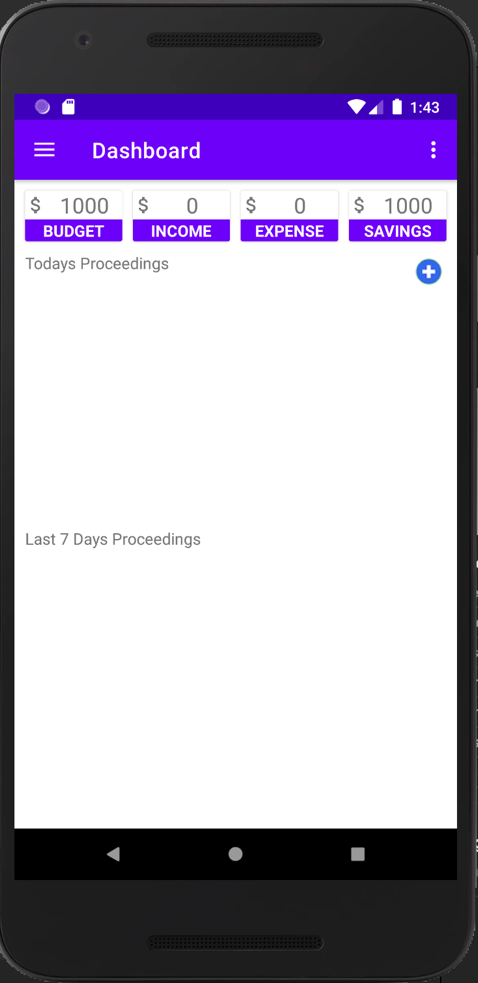 1:43
Dashboard
$ 1000 $ 0 $ 0 $ 1000
BUDGET INCOME EXPENSE SAVINGS
Todays Proceedings
Last 7 Days Proceedings